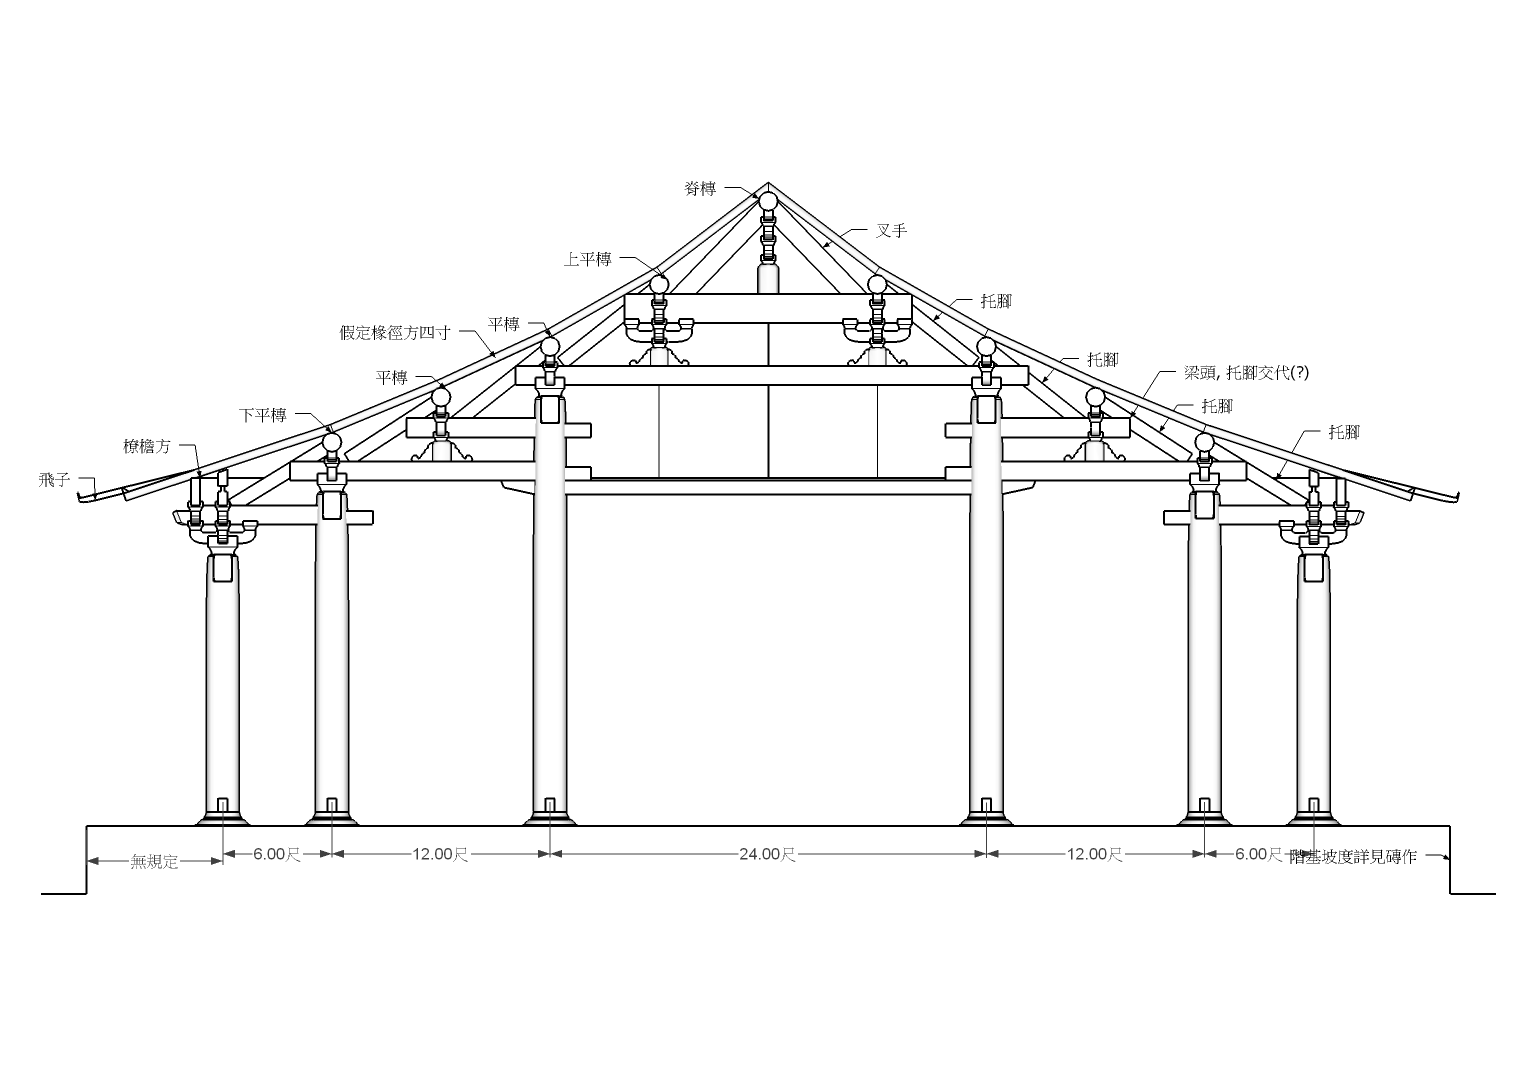 脊槫
叉手
上平槫
托腳
平槫
假定椽徑方四寸
托腳
梁頭, 托腳交代(?)
平槫
托腳
下平槫
托腳
橑檐方
飛子
無規定
6.00尺
12.00尺
24.00尺
12.00尺
6.00尺
階基坡度詳見磚作